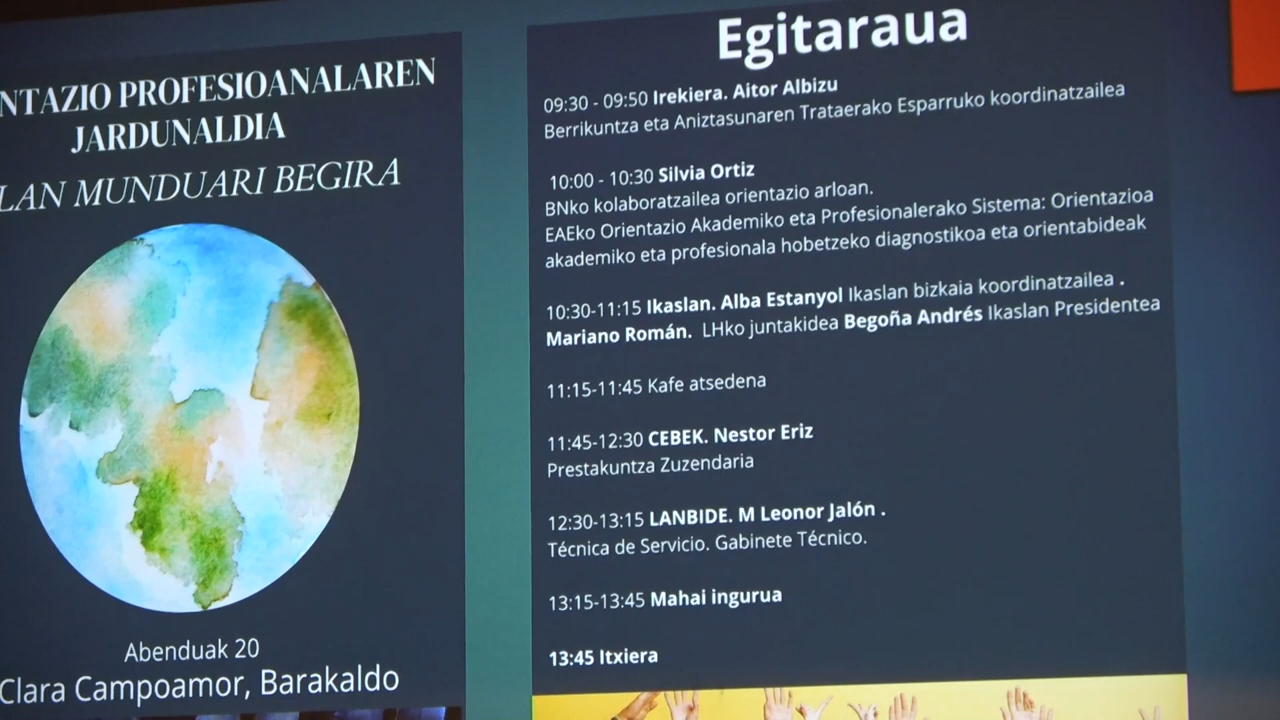 NTAZIO PROFESIOANALAREN
JARDUNALDIA
LAN MUNDUARI BEGIRA
Abenduak 20
Clara Campoamor, Barakaldo
Egitaraua
09:30 - 09:50 Irekiera. Aitor Albizu
Berrikuntza eta Aniztasunaren Trataerako Esparruko koordinatzailea
10:00 - 10:30 Silvia Ortiz
BNko kolaboratzailea orientazio arloan.
EAEko Orientazio Akademiko eta Profesionalerako Sistema: Orientazioa
akademiko eta profesionala hobetzeko diagnostikoa eta orientabideak
10:30-11:15 Ikaslan. Alba Estanyol Ikaslan bizkaia koordinatzailea .
Mariano Román. LHko juntakidea Begoña Andrés Ikaslan Presidentea
11:15-11:45 Kafe atsedena
11:45-12:30 CEBEK. Nestor Eriz
Prestakuntza Zuzendaria
12:30-13:15 LANBIDE. M Leonor Jalón .
Técnica de Servicio. Gabinete Técnico.
13:15-13:45 Mahai ingurua
13:45 Itxiera